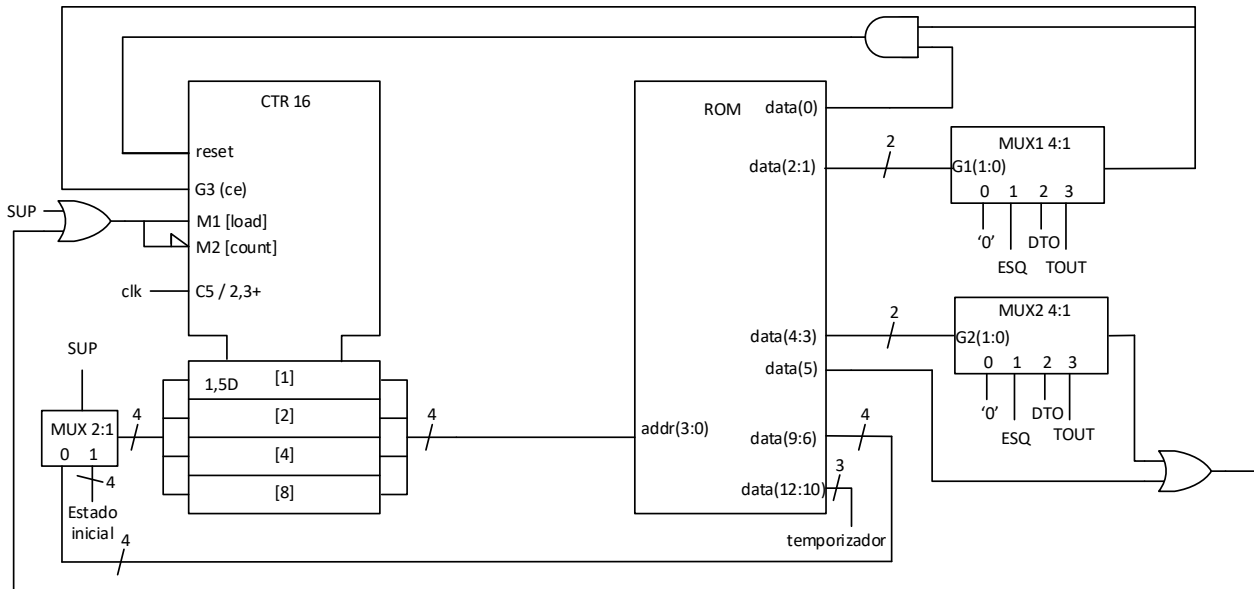 CTR 16
reset
G3 (ce)
SUP
M1 [load]
M2 [count]
clk
C5 / 2,3+
SUP
MUX 2:1
0 1
4
Estado
inicial
4
4
1,5D
[1]
[2]
[4]
[8]
4
ROM
addr(3:0)
data(0)
data(2:1)
data(4:3)
data(5)
data(9:6)
data(12:10)
2
2
4
3
temporizador
MUX1 4:1
G1(1:0)
0 1 2 3
'0'
DTO
ESQ
TOUT
MUX2 4:1
G2(1:0)
0 1 2 3
'0'
DTO
ESQ
TOUT